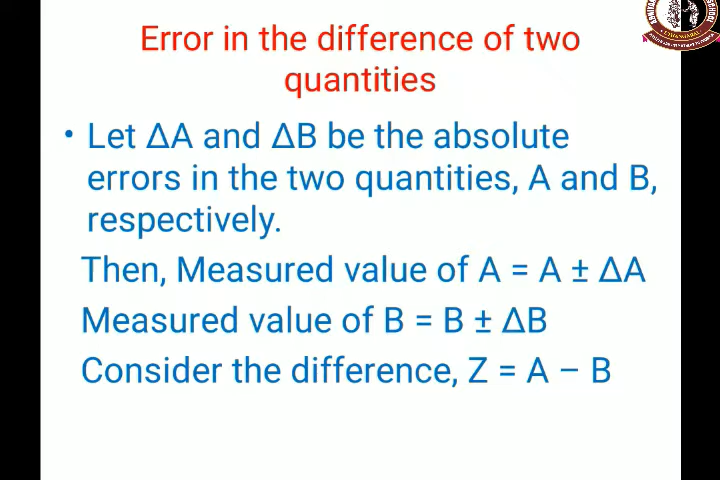 Error in the difference of two
quantities
• Let ΔA and ΔB be the absolute
errors in the two quantities, A and B,
respectively.
Then, Measured value of A = A ± ΔA
Measured value of B = B ± ΔB
Consider the difference, Z = A – B